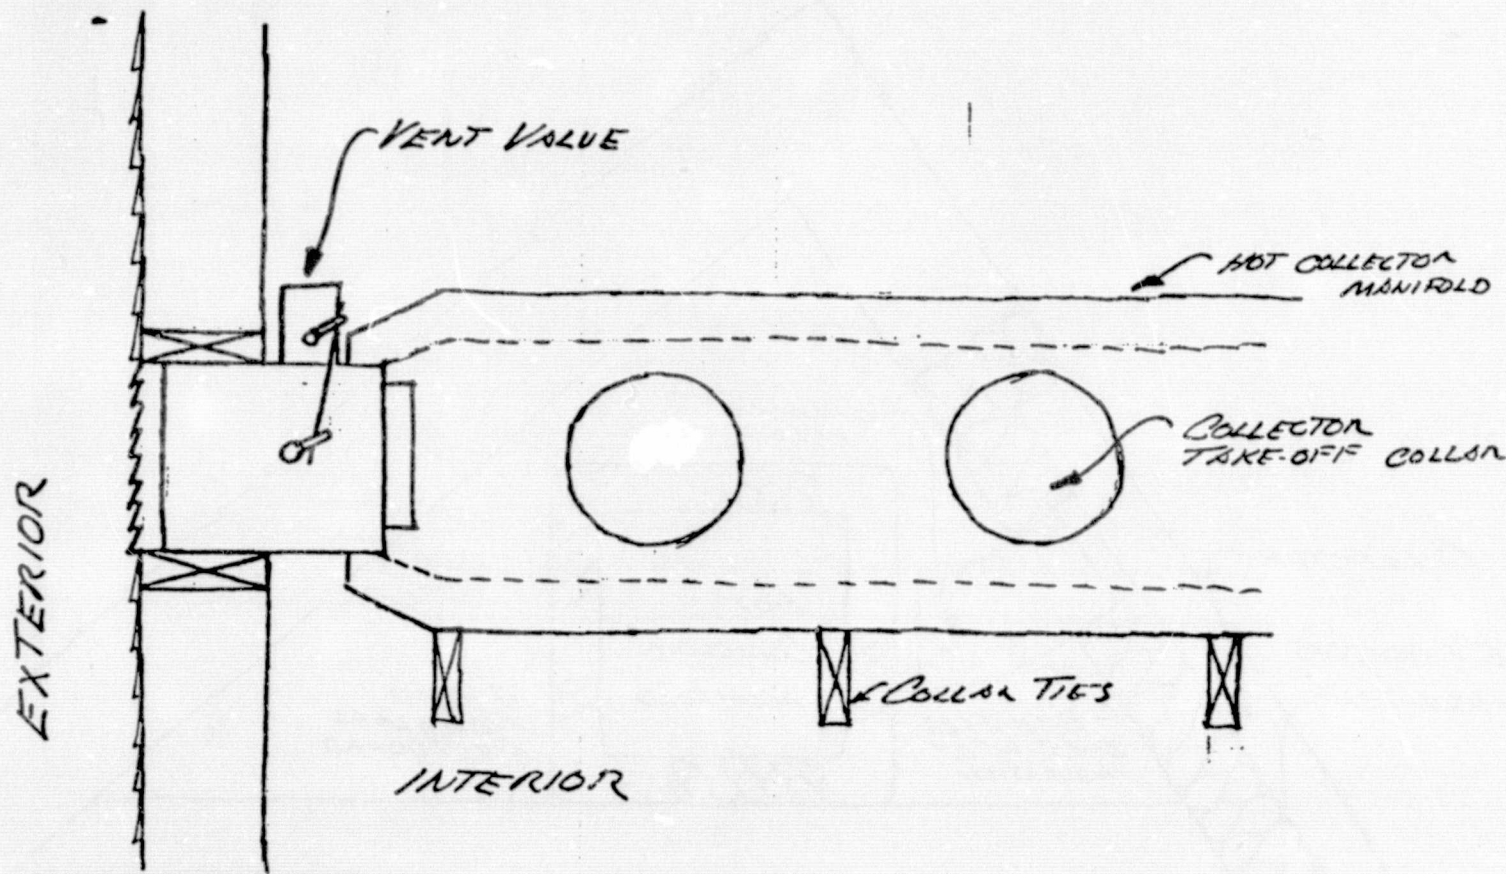 VENT VALUE
HOT COLLECTOR
MANIFOLD
COLLECTOR
TAKE-OFF COLLAR
EXTERIOR
COLLAR TIES
INTERIOR